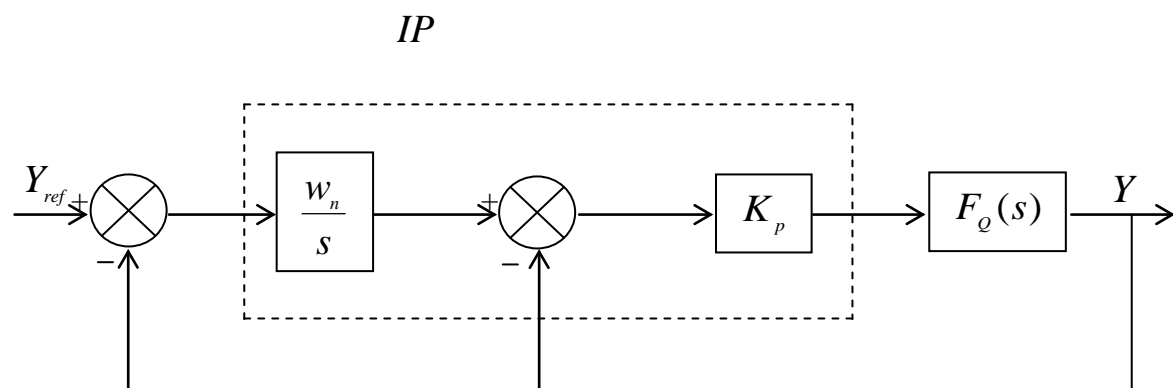 IP
Y_ref
+
−
w_n
s
+
−
K_p
F_Q(s)
Y